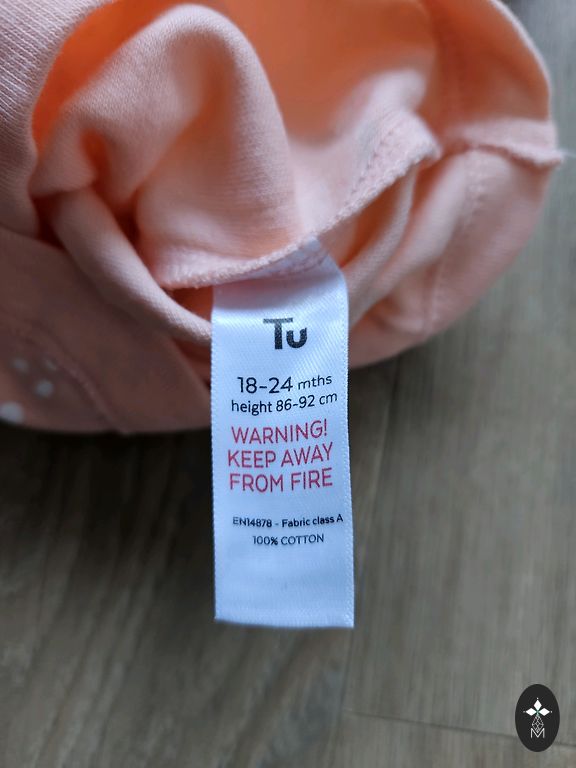 Tu
18-24 mths
height 86-92 cm
WARNING!
KEEP AWAY
FROM FIRE
EN14878 - Fabric class A
100% COTTON
M